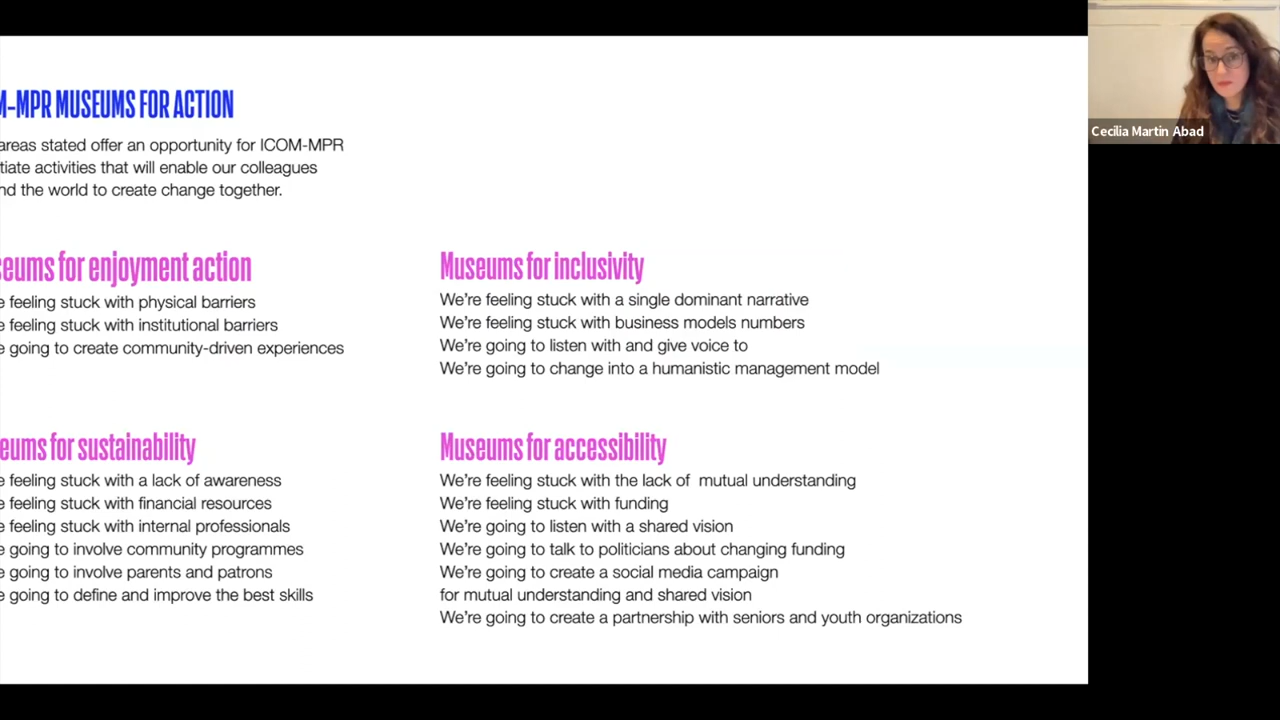 M-MPR MUSEUMS FOR ACTION
areas stated offer an opportunity for ICOM-MPR
tiate activities that will enable our colleagues
nd the world to create change together.
seums for enjoyment action
e feeling stuck with physical barriers
e feeling stuck with institutional barriers
e going to create community-driven experiences
Museums for inclusivity
We're feeling stuck with a single dominant narrative
We're feeling stuck with business models numbers
We're going to listen with and give voice to
We're going to change into a humanistic management model
eums for sustainability
e feeling stuck with a lack of awareness
e feeling stuck with financial resources
e feeling stuck with internal professionals
e going to involve community programmes
e going to involve parents and patrons
e going to define and improve the best skills
Museums for accessibility
We're feeling stuck with the lack of  mutual understanding
We're feeling stuck with funding
We're going to listen with a shared vision
We're going to talk to politicians about changing funding
We're going to create a social media campaign
for mutual understanding and shared vision
We're going to create a partnership with seniors and youth organizations
Cecilia Martin Abad